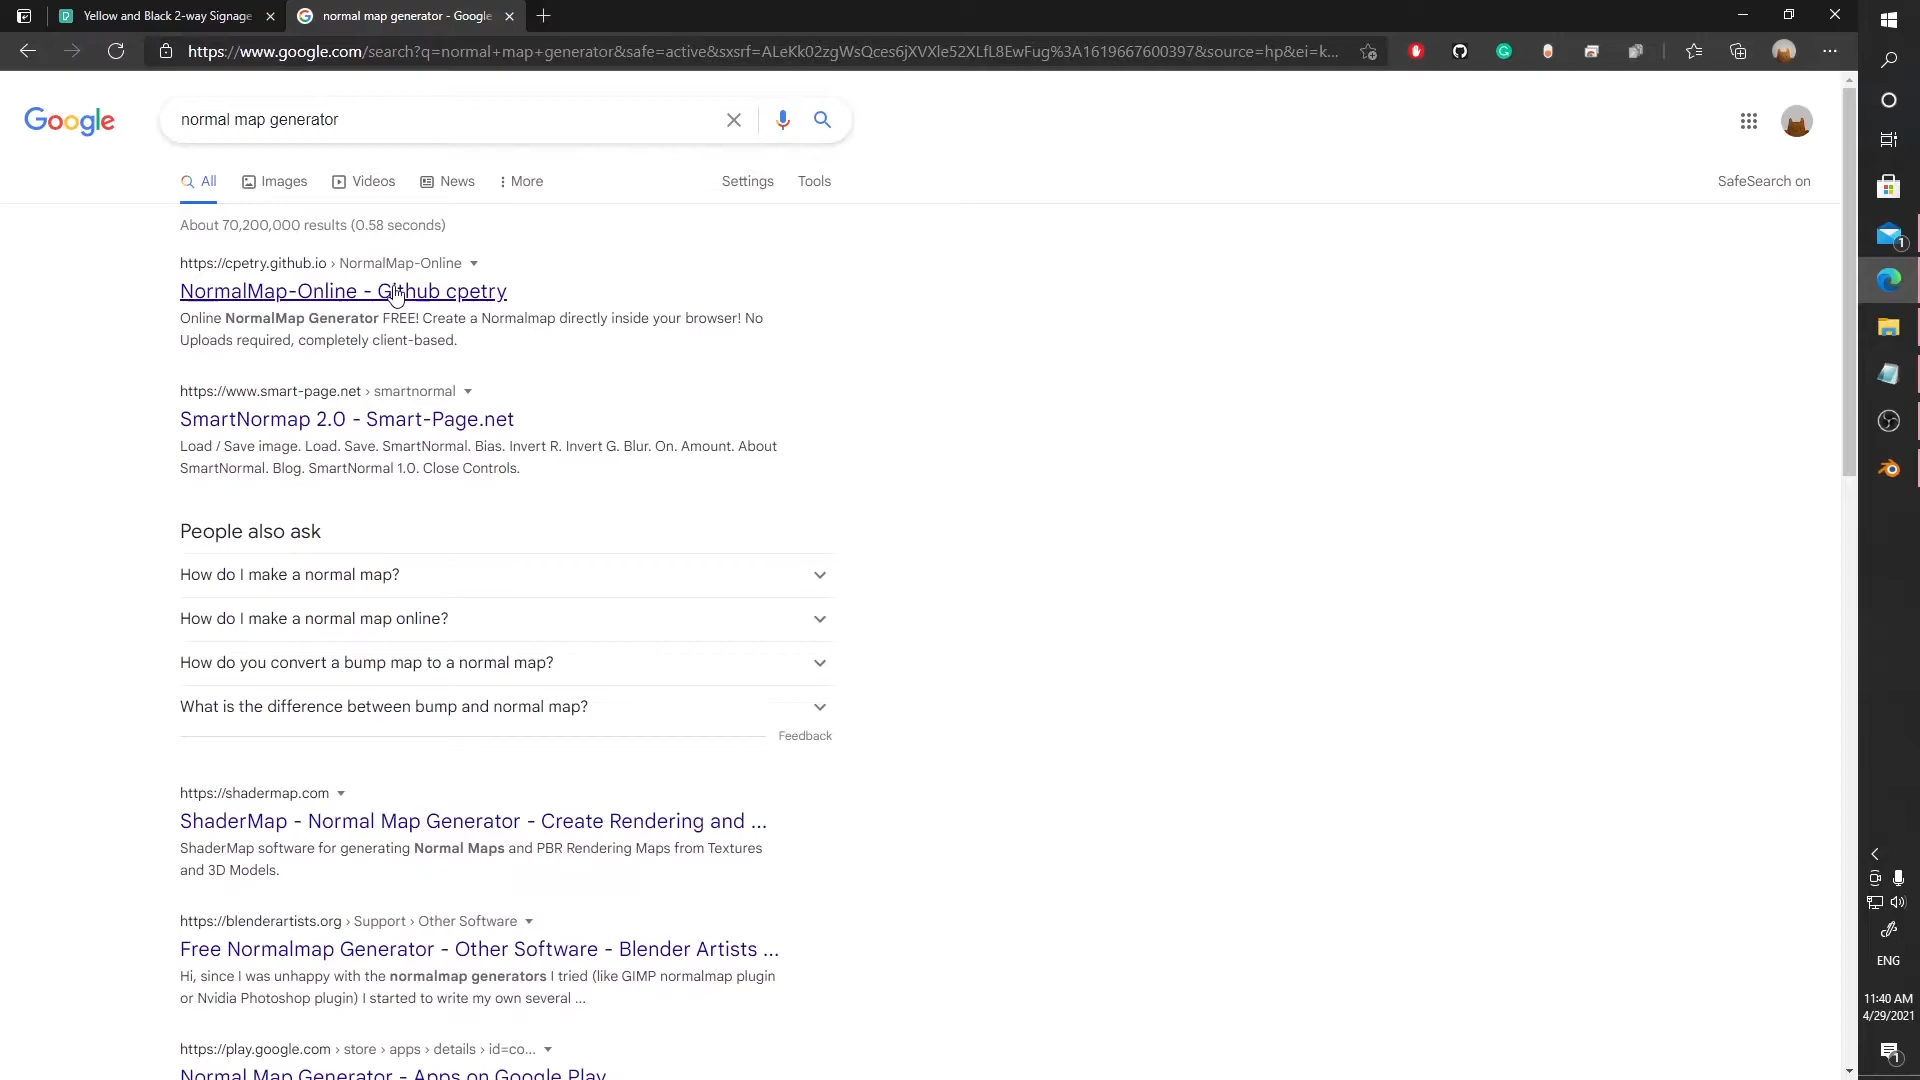 Yellow and Black 2-way Signage
normal map generator - Google
https://www.google.com/search?q=normal+map+generator&safe=active&sxsrf=ALeKk02zgWsQces6jXVXle52XLfL8EwFug%3A1619667600397&source=hp&ei=k...
Google
normal map generator
All
Images
Videos
News
More
Settings
Tools
SafeSearch on
About 70,200,000 results (0.58 seconds)
https://cpetry.github.io › NormalMap-Online
NormalMap-Online - Github cpetry
Online NormalMap Generator FREE! Create a Normalmap directly inside your browser! No
Uploads required, completely client-based.
https://www.smart-page.net › smartnormal
SmartNormap 2.0 - Smart-Page.net
Load / Save image. Load. Save. SmartNormal. Bias. Invert R. Invert G. Blur. On. Amount. About
SmartNormal. Blog. SmartNormal 1.0. Close Controls.
People also ask
How do I make a normal map?
How do I make a normal map online?
How do you convert a bump map to a normal map?
What is the difference between bump and normal map?
Feedback
https://shadermap.com
ShaderMap - Normal Map Generator - Create Rendering and ...
ShaderMap software for generating Normal Maps and PBR Rendering Maps from Textures
and 3D Models.
https://blenderartists.org › Support › Other Software
Free Normalmap Generator - Other Software - Blender Artists ...
Hi, since I was unhappy with the normalmap generators I tried (like GIMP normalmap plugin
or Nvidia Photoshop plugin) I started to write my own several ...
https://play.google.com › store › apps › details › id=co...
Normal Map Generator - Apps on Google Play
1
ENG
11:40 AM
4/29/2021
1